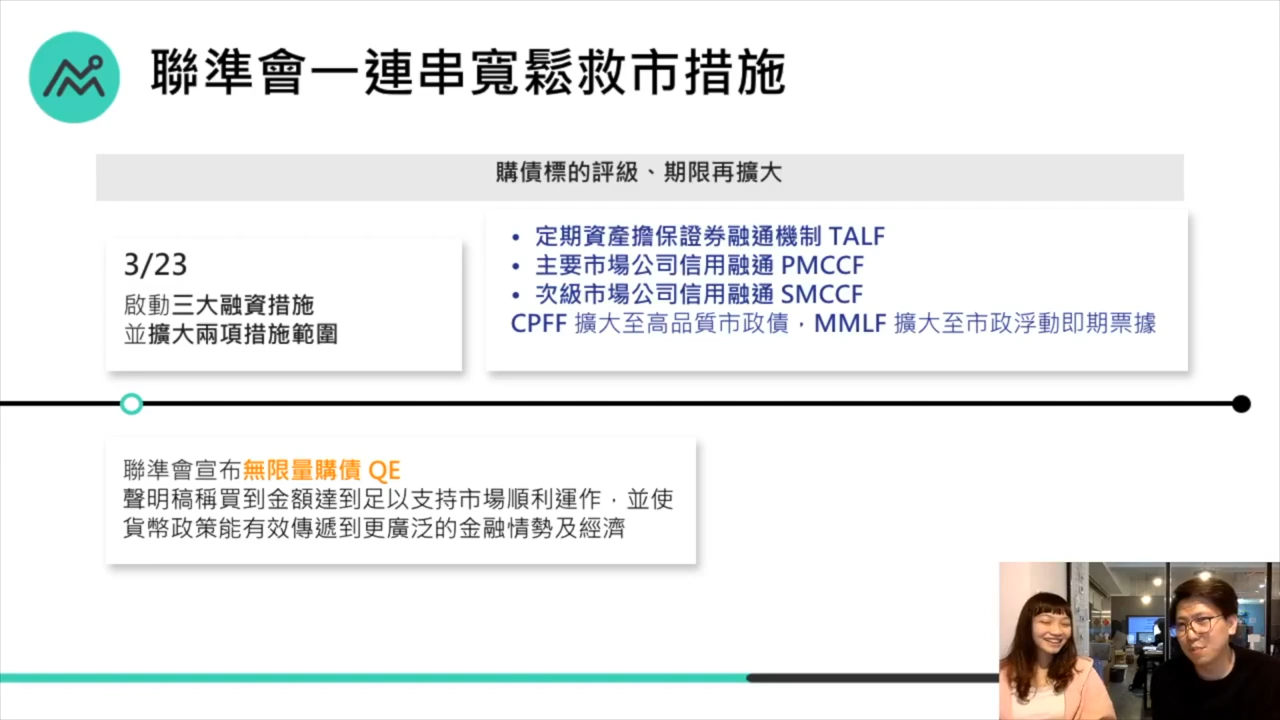 聯準會一連串寬鬆救市措施
購債標的評級、期限再擴大
3/23
啟動三大融資措施
並擴大兩項措施範圍
• 定期資產擔保證券融通機制 TALF
• 主要市場公司信用融通 PMCCF
• 次級市場公司信用融通 SMCCF
CPFF 擴大至高品質市政債，MMLF 擴大至市政浮動即期票據
聯準會宣布無限量購債 QE
聲明稿稱買到金額達到足以支持市場順利運作，並使
貨幣政策能有效傳遞到更廣泛的金融情勢及經濟